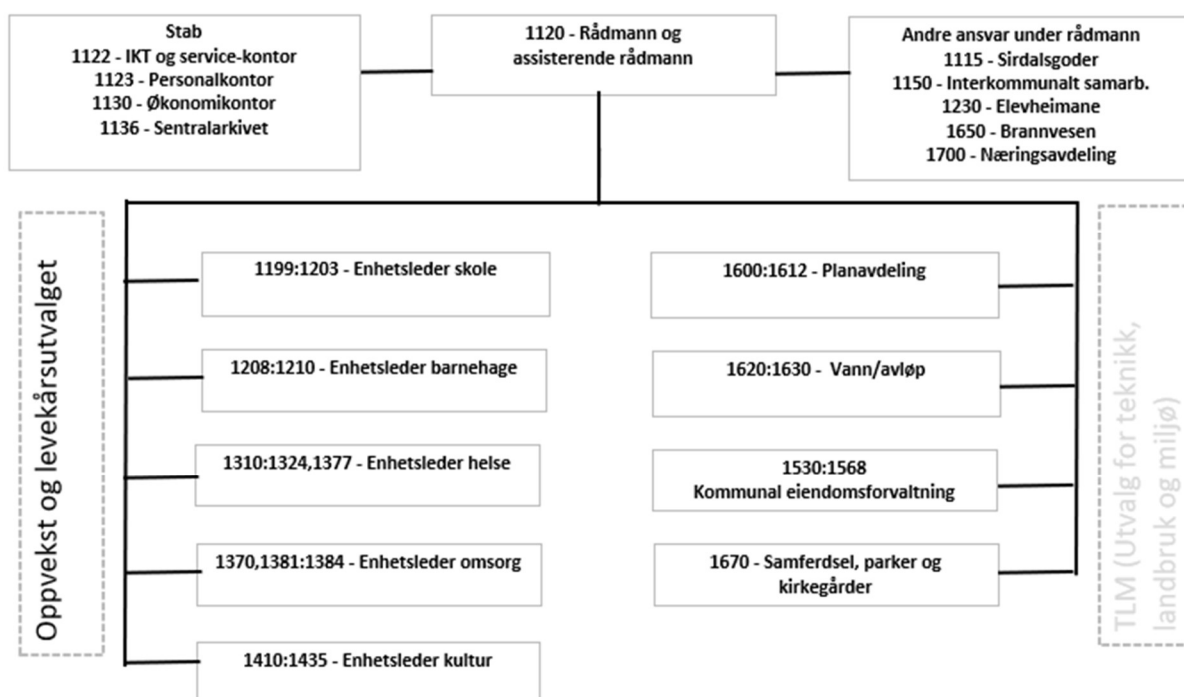 Stab
1122 - IKT og service-kontor
1123 - Personalkontor
1130 - Økonomikontor
1136 - Sentralarkivet
1120 - Rådmann og
assisterende rådmann
Andre ansvar under rådmann
1115 - Sirdalsgoder
1150 - Interkommunalt samarb.
1230 - Elevheimane
1650 - Brannvesen
1700 - Næringsavdeling
Oppvekst og levekårsutvalget
1199:1203 - Enhetsleder skole
1208:1210 - Enhetsleder barnehage
1310:1324,1377 - Enhetsleder helse
1370,1381:1384 - Enhetsleder omsorg
1410:1435 - Enhetsleder kultur
1600:1612 - Planavdeling
1620:1630 - Vann/avløp
1530:1568
Kommunal eiendomsforvaltning
1670 - Samferdsel, parker og
kirkegårder
TLM (Utvalg for teknikk,
landbruk og miljø)